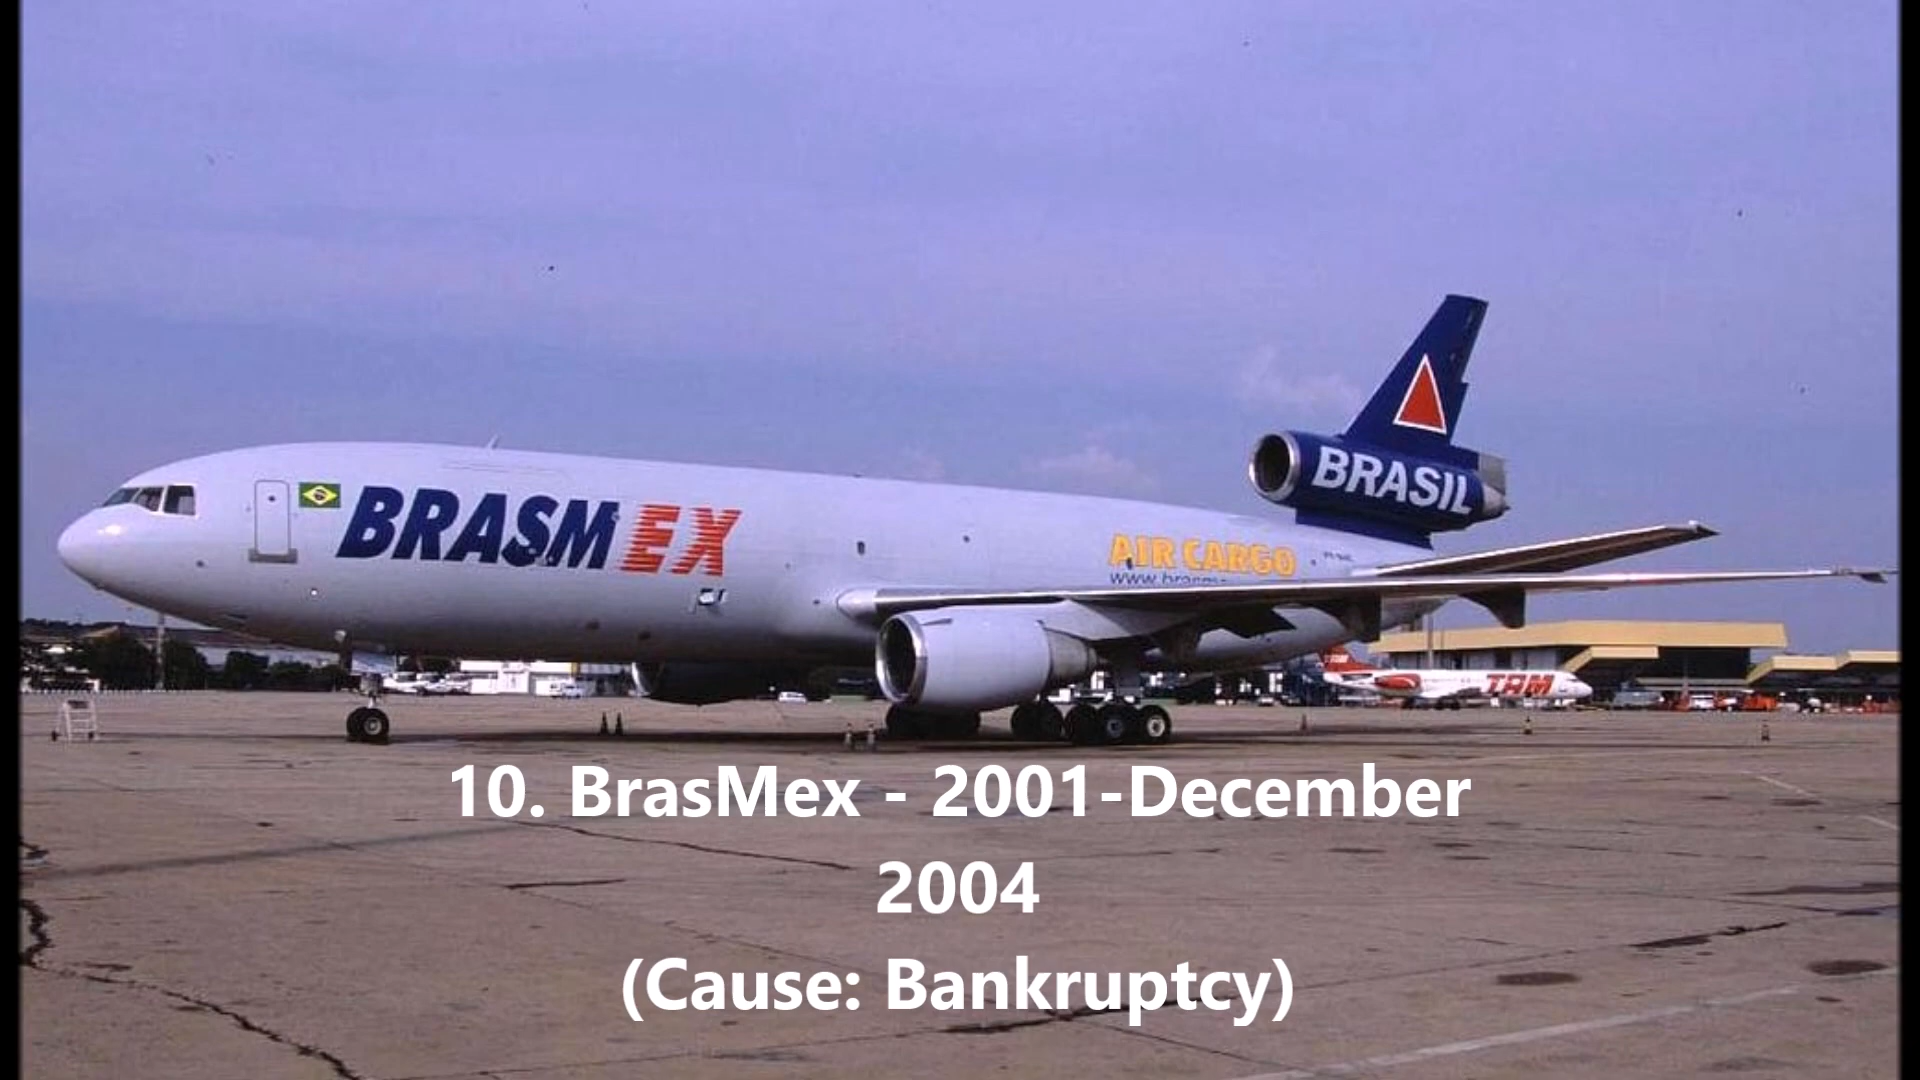 BRASIL
BRASMEX
AIR CARGO
TAM
10. BrasMex - 2001-December
2004
(Cause: Bankruptcy)